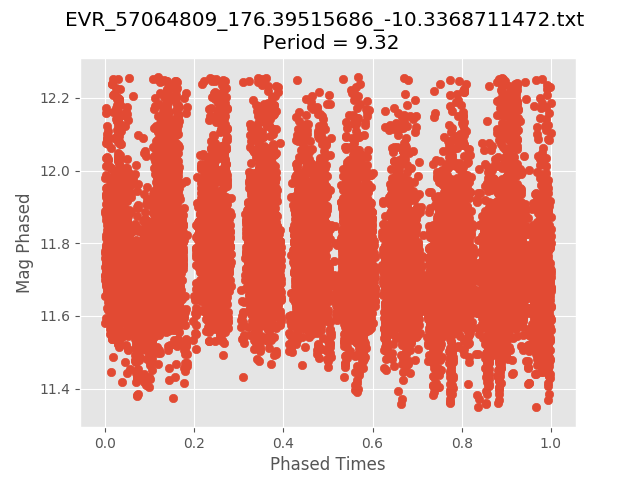 EVR_57064809_176.39515686_-10.3368711472.txt
Period = 9.32
Mag Phased
12.2
12.0
11.8
11.6
11.4
0.0 0.2 0.4 0.6 0.8 1.0
Phased Times